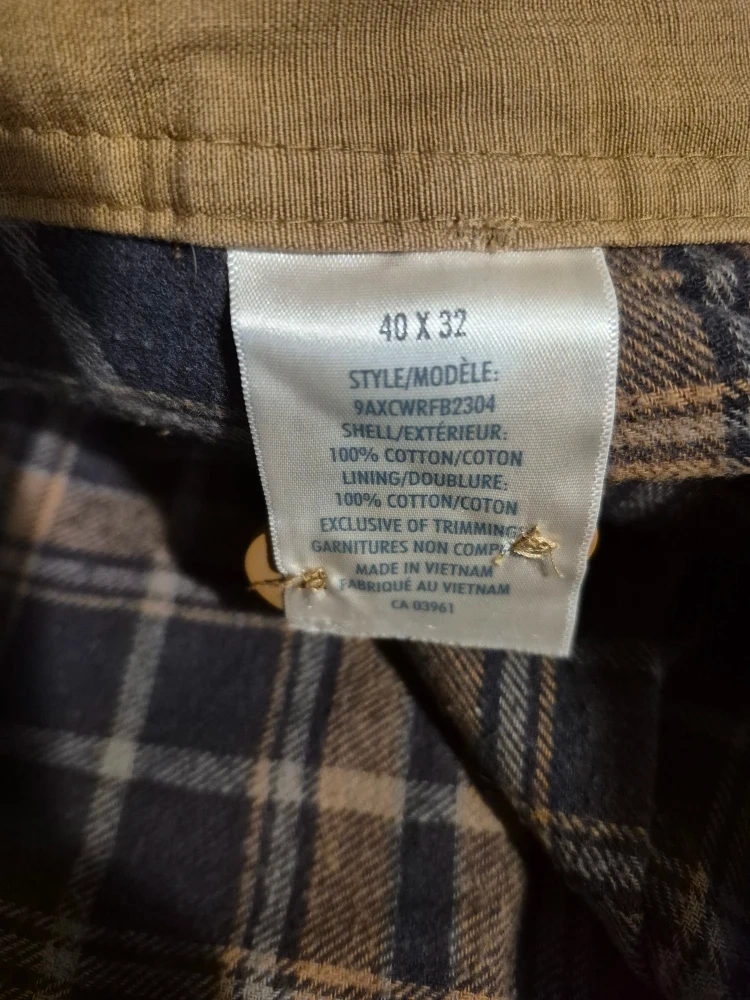 40 X 32
STYLE/MODÈLE:
9AXCWRFB2304
SHELL/EXTÉRIEUR:
100% COTTON/COTON
LINING/DOUBLURE:
100% COTTON/COTON
EXCLUSIVE OF TRIMMING
GARNITURES NON
MADE IN VIETNAM
FABRIQUÉ AU VIETNAM
CA 03961